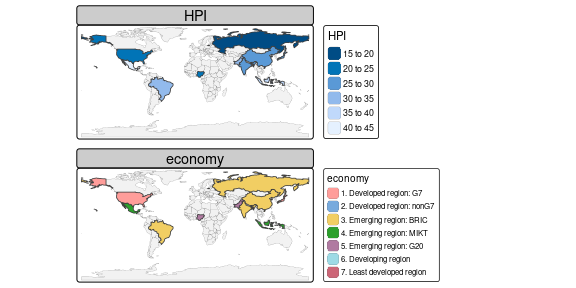 HPI
HPI
15 to 20
20 to 25
25 to 30
30 to 35
35 to 40
40 to 45
economy
economy
1. Developed region: G7
2. Developed region: nonG7
3. Emerging region: BRIC
4. Emerging region: MIKT
5. Emerging region: G20
6. Developing region
7. Least developed region